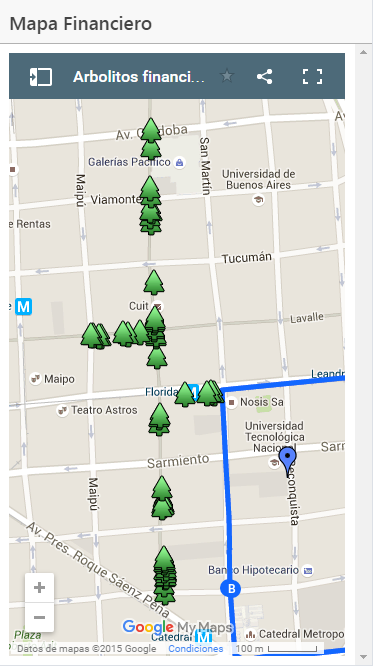 Mapa Financiero
Arbolitos financi...
Av. Córdoba
Galerías Pacífico
San Martín
Maipú
Universidad de
Buenos Aires
Viamonte
e Rentas
Tucumán
Cuit
Lavalle
M
Maipo
Florida
M
Leandr
Teatro Astros
Nosis Sa
Universidad
Tecnológica
Nacional
Sarmiento
Sarm
Maipú
Reconquista
Av. Pres. Roque Sáenz Peña
Banco Hipotecario
B
+
−
Google My Maps
Plaza
Catedral
M
Catedral Metropo
Datos de mapas ©2015 Google
Condiciones
100 m